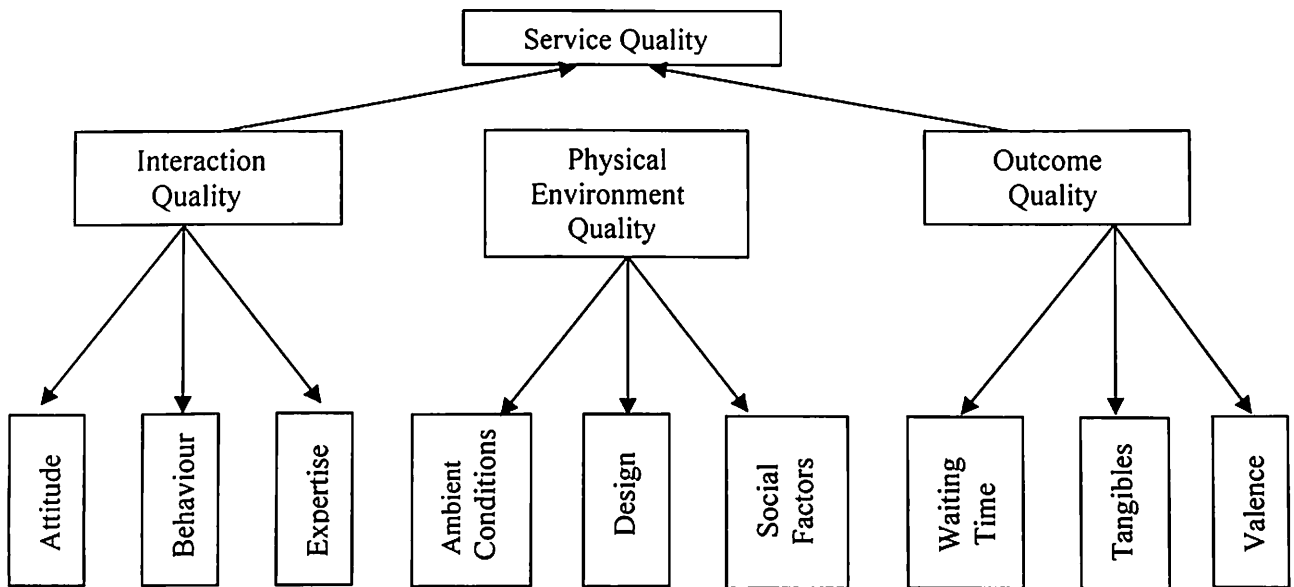 Service Quality
Interaction
Quality
Physical
Environment
Quality
Outcome
Quality
Attitude
Behaviour
Expertise
Ambient
Conditions
Design
Social
Factors
Waiting
Time
Tangibles
Valence